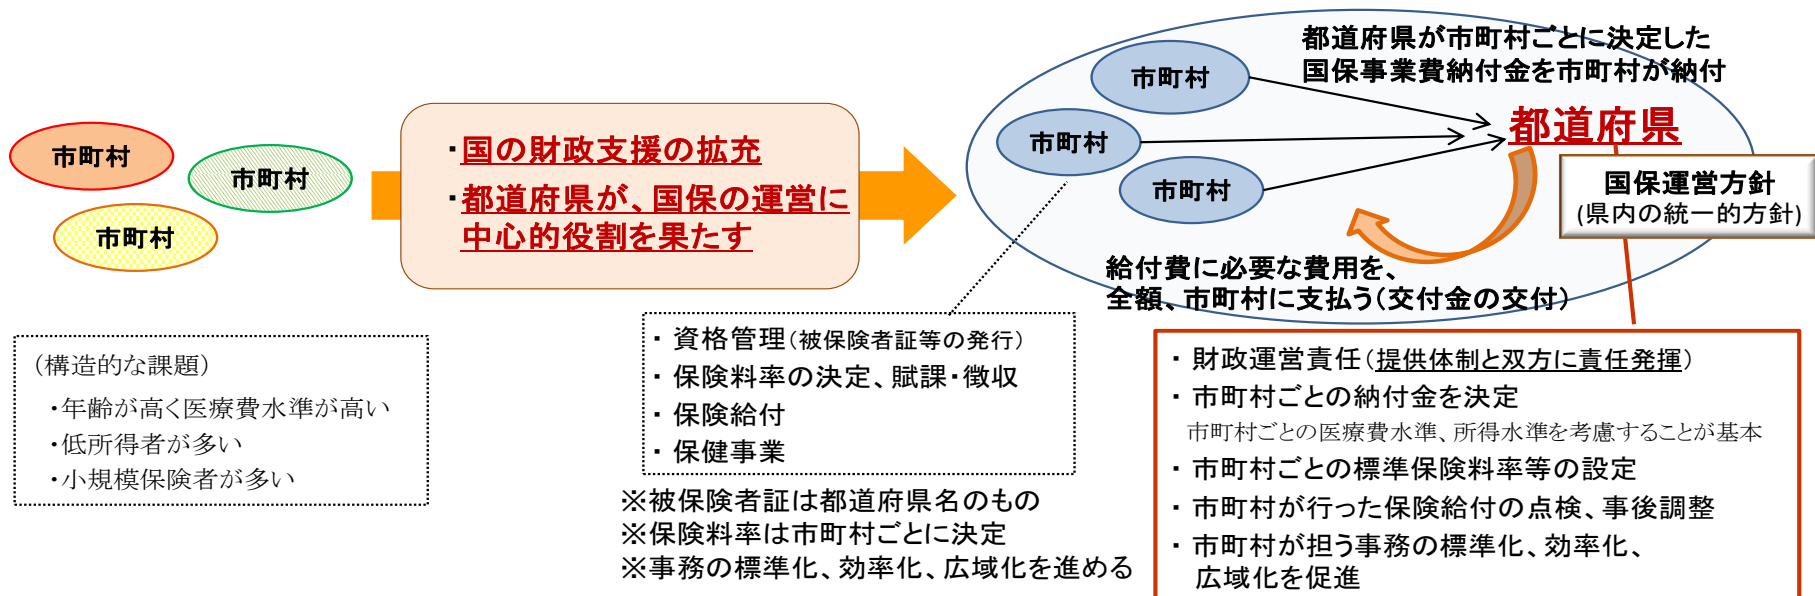 市町村
市町村
市町村
(構造的な課題)
・年齢が高く医療費水準が高い
・低所得者が多い
・小規模保険者が多い
・国の財政支援の拡充
・都道府県が、国保の運営に
中心的役割を果たす
市町村
市町村
市町村
都道府県が市町村ごとに決定した
国保事業費納付金を市町村が納付
都道府県
国保運営方針
(県内の統一的方針)
給付費に必要な費用を、
全額、市町村に支払う(交付金の交付)
・ 資格管理(被保険者証等の発行)
・ 保険料率の決定、賦課・徴収
・ 保険給付
・ 保健事業
※被保険者証は都道府県名のもの
※保険料率は市町村ごとに決定
※事務の標準化、効率化、広域化を進める
・ 財政運営責任(提供体制と双方に責任発揮)
・ 市町村ごとの納付金を決定
市町村ごとの医療費水準、所得水準を考慮することが基本
・ 市町村ごとの標準保険料率等の設定
・ 市町村が行った保険給付の点検、事後調整
・ 市町村が担う事務の標準化、効率化、
広域化を促進